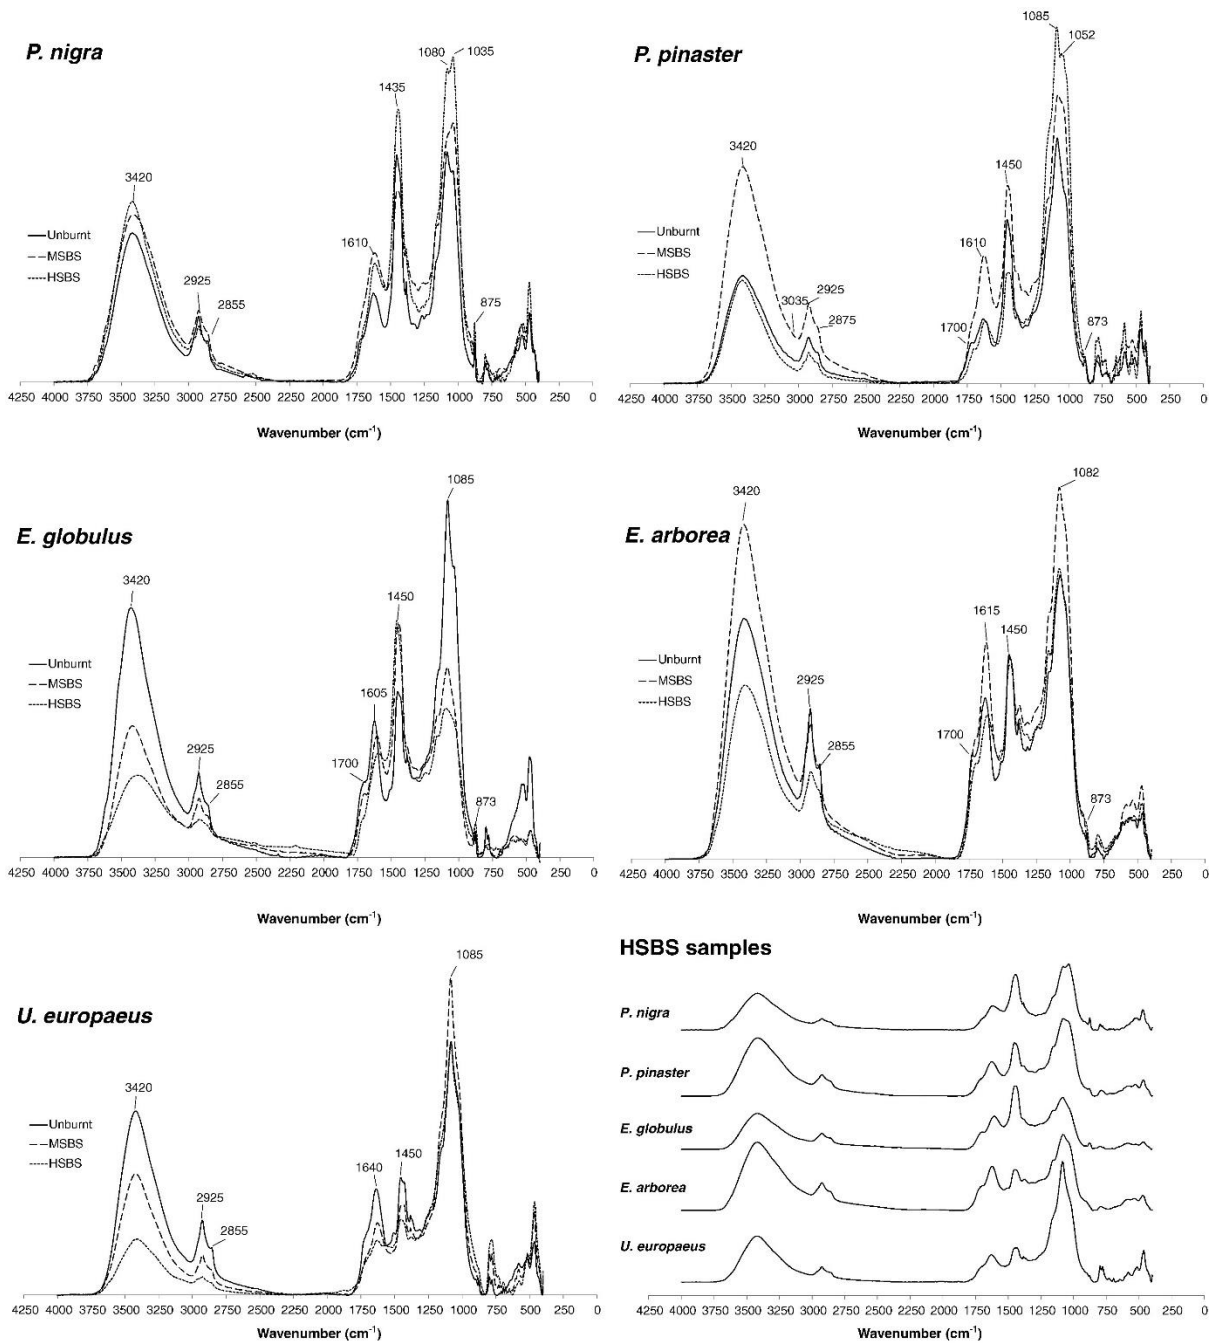 P. nigra
1080
1035
1435
3420
1610
2925
2855
875
Unburnt
MSBS
HSBS
4250 4000 3750 3500 3250 3000 2750 2500 2250 2000 1750 1500 1250 1000 750 500 250 0
Wavenumber (cm-1)
P. pinaster
1085
1052
3420
1450
1610
3035
2925
2875
1700
873
Unburnt
MSBS
HSBS
4250 4000 3750 3500 3250 3000 2750 2500 2250 2000 1750 1500 1250 1000 750 500 250 0
Wavenumber (cm-1)
E. globulus
1085
3420
1450
1605
2925
2855
1700
873
Unburnt
MSBS
HSBS
4250 4000 3750 3500 3250 3000 2750 2500 2250 2000 1750 1500 1250 1000 750 500 250 0
Wavenumber (cm-1)
E. arborea
1082
3420
1615
1450
2925
2855
1700
873
Unburnt
MSBS
HSBS
4250 4000 3750 3500 3250 3000 2750 2500 2250 2000 1750 1500 1250 1000 750 500 250 0
Wavenumber (cm-1)
U. europaeus
1085
3420
1640
1450
2925
2855
Unburnt
MSBS
HSBS
4250 4000 3750 3500 3250 3000 2750 2500 2250 2000 1750 1500 1250 1000 750 500 250 0
Wavenumber (cm-1)
HSBS samples
P. nigra
P. pinaster
E. globulus
E. arborea
U. europaeus
4250 4000 3750 3500 3250 3000 2750 2500 2250 2000 1750 1500 1250 1000 750 500 250 0
Wavenumber (cm-1)